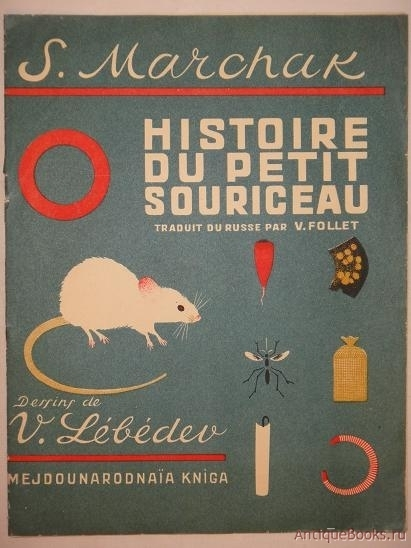 S. Marchak
HISTOIRE
DU PETIT
SOURICEAU
TRADUIT DU RUSSE PAR V. FOLLET
Dessins de
V. Lébédev
MEJDOUNARODNAÏA KNIGA
AntiqueBooks.ru